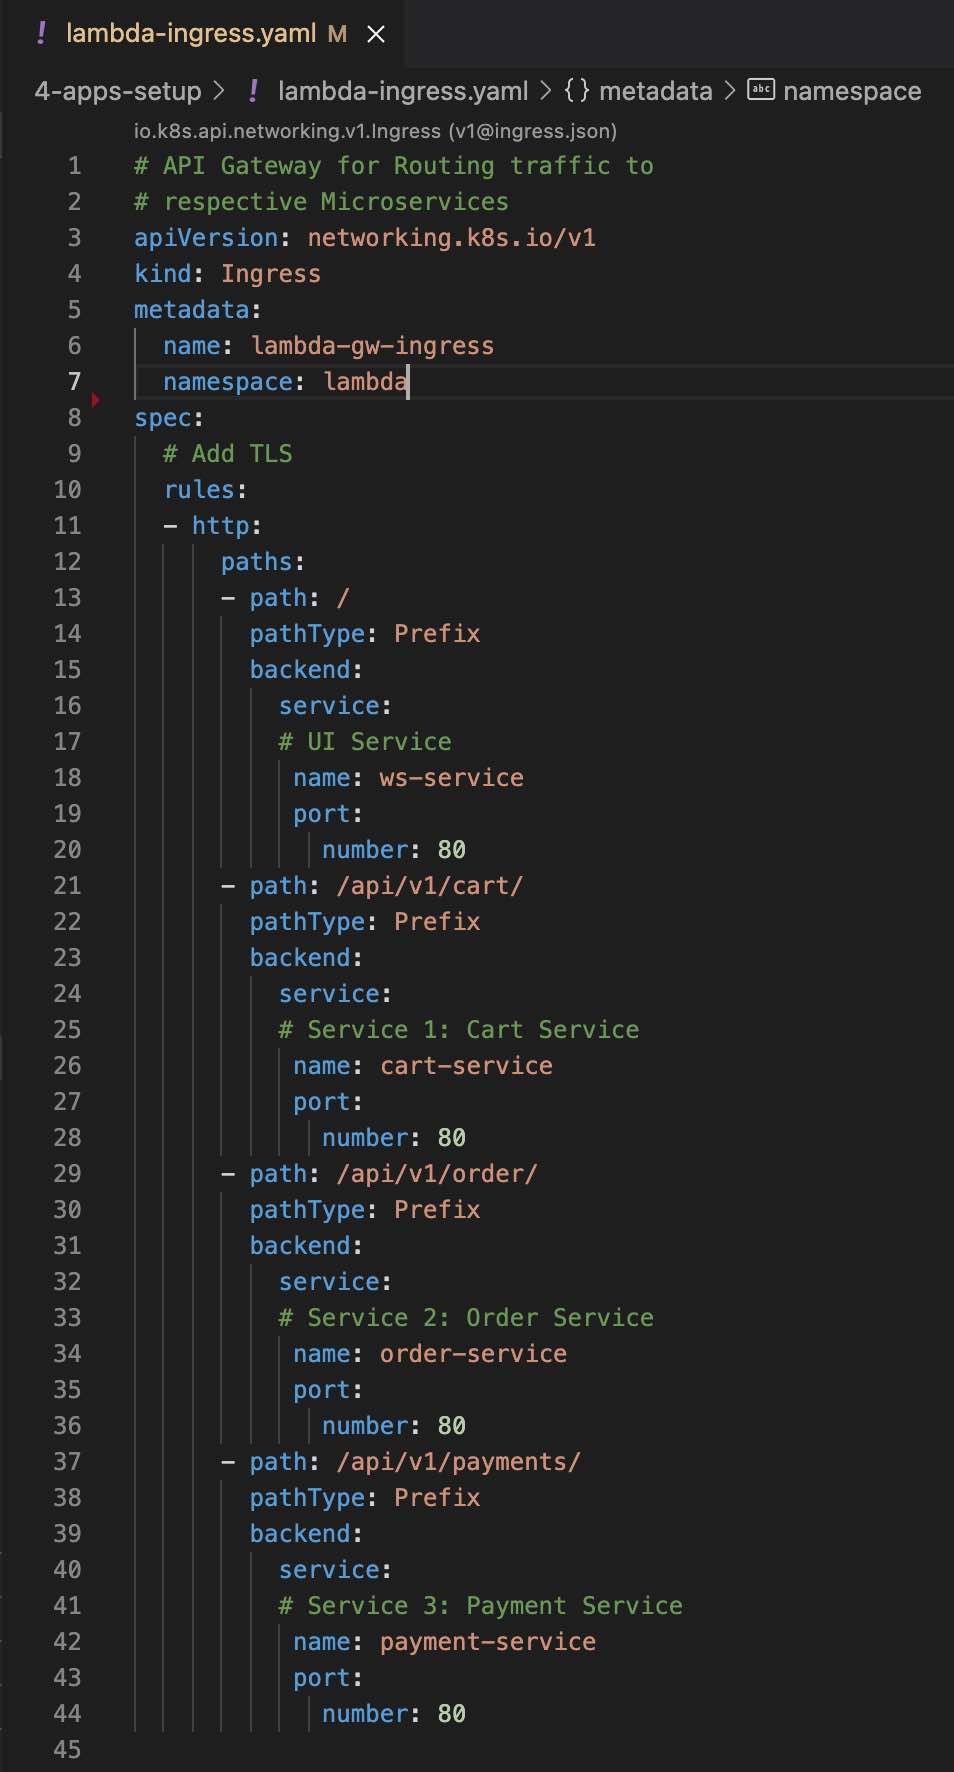 ! lambda-ingress.yaml M ×
4-apps-setup > ! lambda-ingress.yaml > {} metadata > abc namespace
io.k8s.api.networking.v1.Ingress (v1@ingress.json)
1 # API Gateway for Routing traffic to
2 # respective Microservices
3 apiVersion: networking.k8s.io/v1
4 kind: Ingress
5 metadata:
6   name: lambda-gw-ingress
7   namespace: lambda
8 spec:
9   # Add TLS
10   rules:
11   - http:
12       paths:
13       - path: /
14         pathType: Prefix
15         backend:
16           service:
17           # UI Service
18            name: ws-service
19            port:
20              number: 80
21       - path: /api/v1/cart/
22         pathType: Prefix
23         backend:
24           service:
25           # Service 1: Cart Service
26            name: cart-service
27            port:
28              number: 80
29       - path: /api/v1/order/
30         pathType: Prefix
31         backend:
32           service:
33           # Service 2: Order Service
34            name: order-service
35            port:
36              number: 80
37       - path: /api/v1/payments/
38         pathType: Prefix
39         backend:
40           service:
41           # Service 3: Payment Service
42            name: payment-service
43            port:
44              number: 80
45